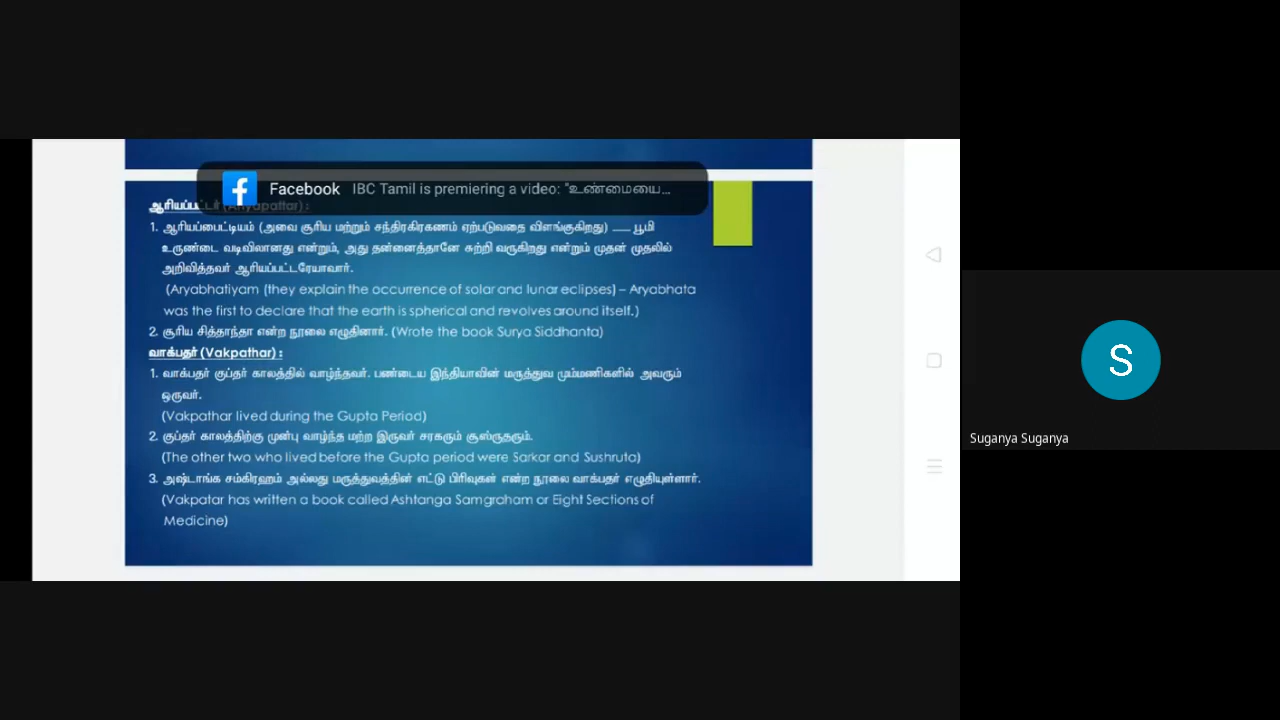 Facebook IBC Tamil is premiering a video: "உண்மையை...
ஆரியப்பட்டர் (Aryapattar) :
1. ஆரியப்பைட்டியம் (அவை சூரிய மற்றும் சந்திரகிரகணம் ஏற்படுவதை விளங்குகிறது) ___ பூமி
உருண்டை வடிவிலானது என்றும், அது தன்னைத்தானே சுற்றி வருகிறது என்றும் முதன் முதலில்
அறிவித்தவர் ஆரியப்பட்டரேயாவார்.
(Aryabhatiyam (they explain the occurrence of solar and lunar eclipses) – Aryabhata
was the first to declare that the earth is spherical and revolves around itself.)
2. சூரிய சித்தாந்தா என்ற நூலை எழுதினார். (Wrote the book Surya Siddhanta)
வாக்பதர் (Vakpathar) :
1. வாக்பதர் குப்தர் காலத்தில் வாழ்ந்தவர். பண்டைய இந்தியாவின் மருத்துவ மும்மணிகளில் அவரும்
ஒருவர்.
(Vakpathar lived during the Gupta Period)
2. குப்தர் காலத்திற்கு முன்பு வாழ்ந்த மற்ற இருவர் சரகரும் சூஸ்ருதரும்.
(The other two who lived before the Gupta period were Sarkar and Sushruta)
3. அஷ்டாங்க சம்கிரஹம் அல்லது மருத்துவத்தின் எட்டு பிரிவுகள் என்ற நூலை வாக்பதர் எழுதியுள்ளார்.
(Vakpatar has written a book called Ashtanga Samgraham or Eight Sections of
Medicine)
S
Suganya Suganya